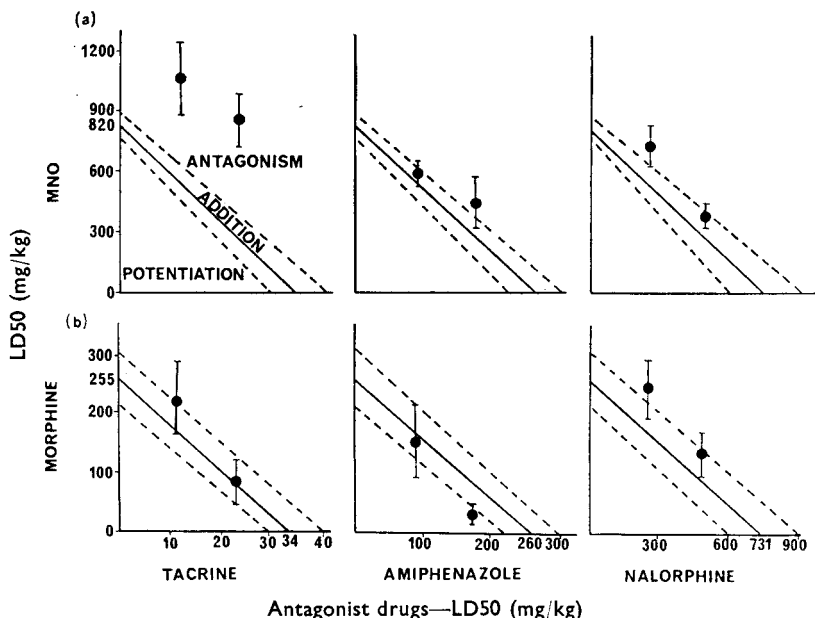 (a)
1200
900
820
600
300
0
MNO
ANTAGONISM
ADDITION
POTENTIATION
LD50 (mg/kg)
(b)
300
255
200
100
0
MORPHINE
10 20 30 34 40
100 200 260 300
300 600 731 900
TACRINE AMIPHENAZOLE NALORPHINE
Antagonist drugs—LD50 (mg/kg)